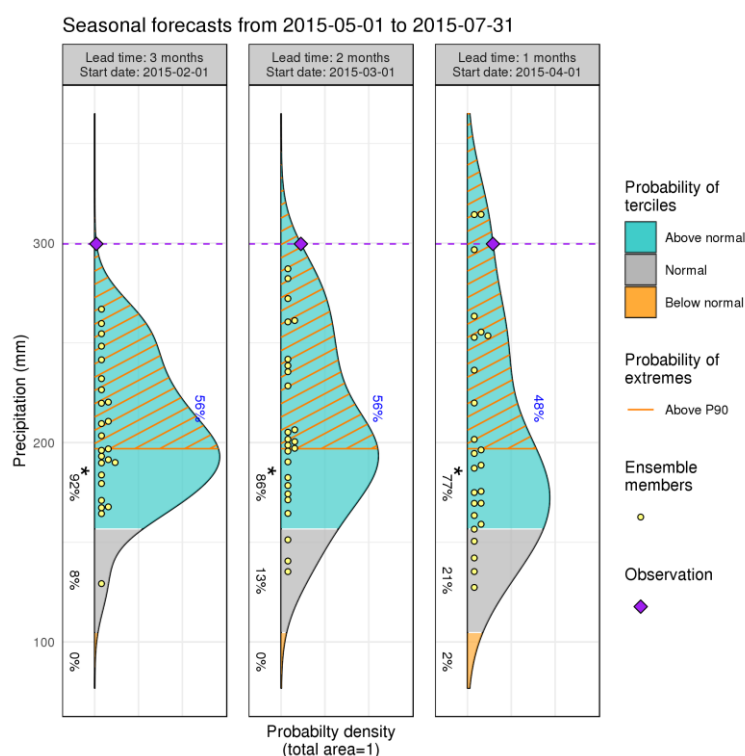 Seasonal forecasts from 2015-05-01 to 2015-07-31
Lead time: 3 months
Start date: 2015-02-01
Lead time: 2 months
Start date: 2015-03-01
Lead time: 1 months
Start date: 2015-04-01
Precipitation (mm)
300
200
100
56%
*
92%
8%
0%
56%
*
86%
13%
0%
48%
*
77%
21%
2%
Probabilty density
(total area=1)
Probability of
terciles
Above normal
Normal
Below normal
Probability of
extremes
Above P90
Ensemble
members
Observation